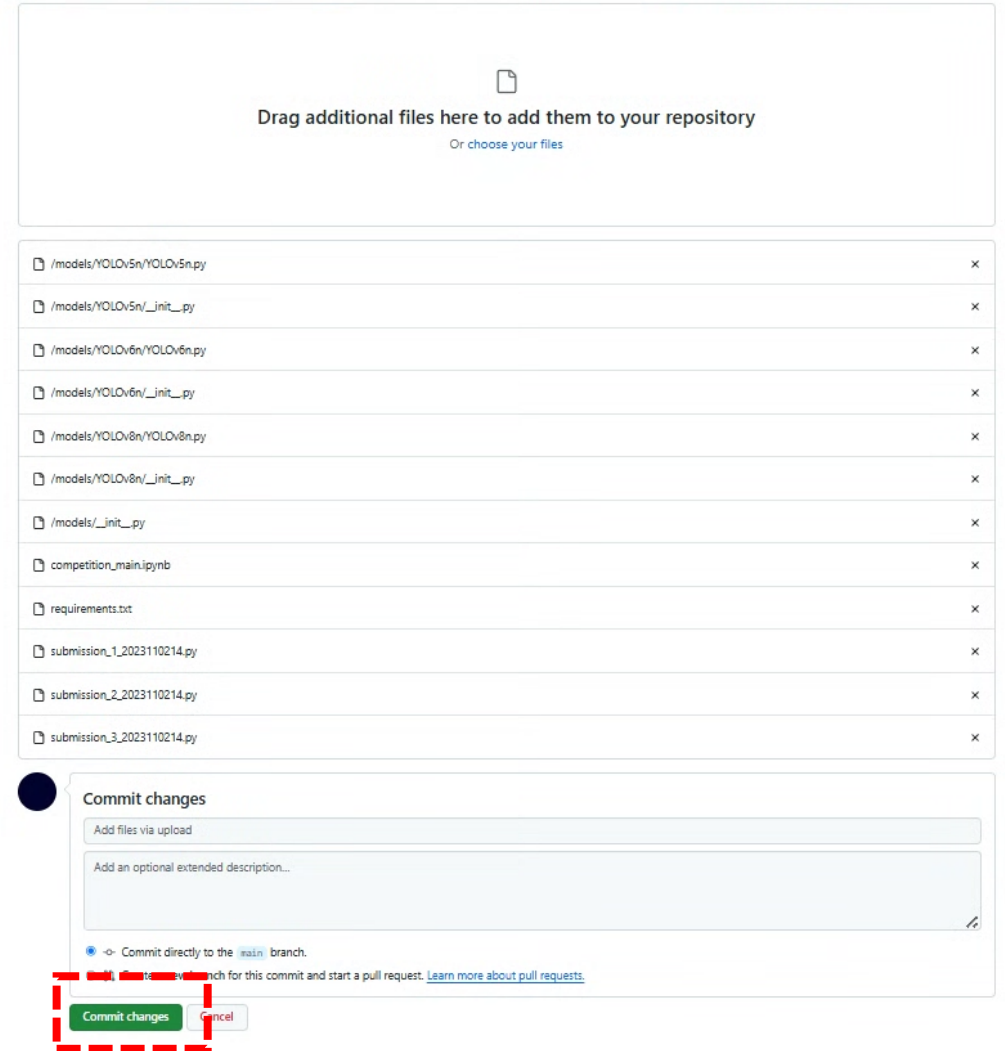 Drag additional files here to add them to your repository
Or choose your files
/models/YOLOv5n/YOLOv5n.py
/models/YOLOv5n/__init__.py
/models/YOLOv6n/YOLOv6n.py
/models/YOLOv6n/__init__.py
/models/YOLOv8n/YOLOv8n.py
/models/YOLOv8n/__init__.py
/models/__init__.py
competition_main.ipynb
requirements.txt
submission_1_2023110214.py
submission_2_2023110214.py
submission_3_2023110214.py
Commit changes
Add files via upload
Add an optional extended description...
Commit directly to the main branch.
for this commit and start a pull request. Learn more about pull requests.
Commit changes Cancel